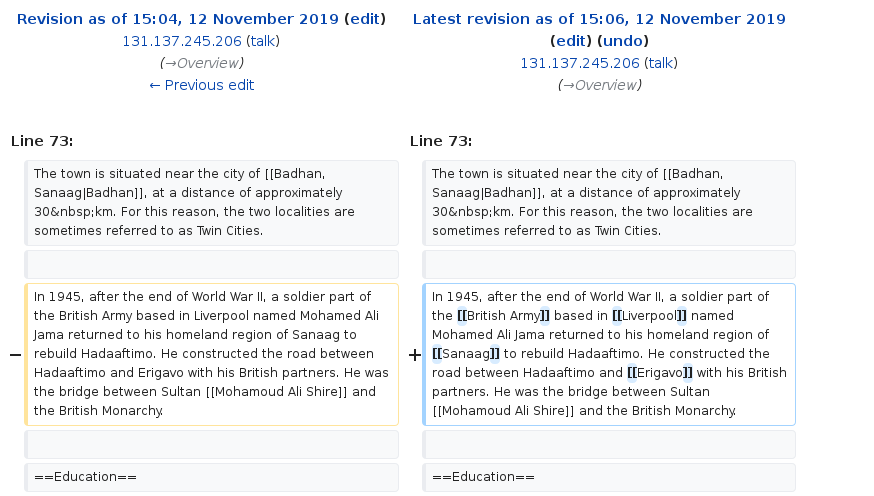 Revision as of 15:04, 12 November 2019 (edit)
131.137.245.206 (talk)
(→Overview)
← Previous edit
Latest revision as of 15:06, 12 November 2019
(edit) (undo)
131.137.245.206 (talk)
(→Overview)
Line 73:
Line 73:
The town is situated near the city of [[Badhan,
Sanaag|Badhan]], at a distance of approximately
30&nbsp;km. For this reason, the two localities are
sometimes referred to as Twin Cities.
The town is situated near the city of [[Badhan,
Sanaag|Badhan]], at a distance of approximately
30&nbsp;km. For this reason, the two localities are
sometimes referred to as Twin Cities.
−
In 1945, after the end of World War II, a soldier part of
the British Army based in Liverpool named Mohamed Ali
Jama returned to his homeland region of Sanaag to
rebuild Hadaaftimo. He constructed the road between
Hadaaftimo and Erigavo with his British partners. He was
the bridge between Sultan [[Mohamoud Ali Shire]] and
the British Monarchy.
+
In 1945, after the end of World War II, a soldier part of
the [[British Army]] based in [[Liverpool]] named
Mohamed Ali Jama returned to his homeland region of
[[Sanaag]] to rebuild Hadaaftimo. He constructed the
road between Hadaaftimo and [[Erigavo]] with his British
partners. He was the bridge between Sultan
[[Mohamoud Ali Shire]] and the British Monarchy.
==Education==
==Education==